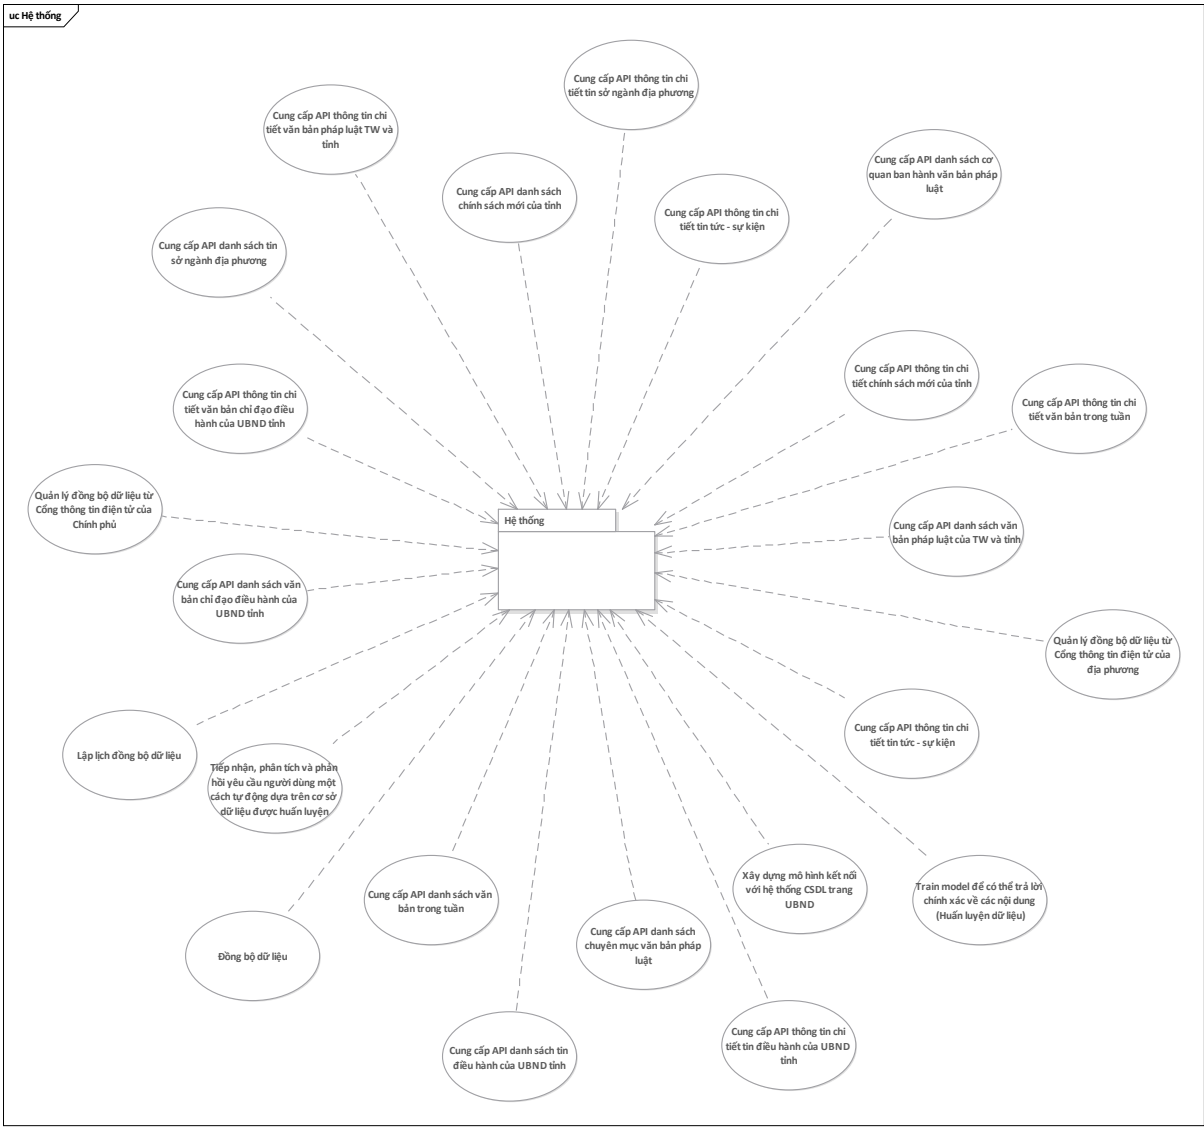 uc Hệ thống
Cung cấp API thông tin chi
tiết tin sở ngành địa phương
Cung cấp API thông tin chi
tiết văn bản pháp luật TW và
tỉnh
Cung cấp API danh sách cơ
quan ban hành văn bản pháp
luật
Cung cấp API danh sách
chính sách mới của tỉnh
Cung cấp API thông tin chi
tiết tin tức - sự kiện
Cung cấp API danh sách tin
sở ngành địa phương
Cung cấp API thông tin chi
tiết chính sách mới của tỉnh
Cung cấp API thông tin chi
tiết văn bản chỉ đạo điều
hành của UBND tỉnh
Cung cấp API thông tin chi
tiết văn bản trong tuần
Quản lý đồng bộ dữ liệu từ
Cổng thông tin điện tử của
Chính phủ
Hệ thống
Cung cấp API danh sách văn
bản pháp luật của TW và tỉnh
Cung cấp API danh sách văn
bản chỉ đạo điều hành của
UBND tỉnh
Quản lý đồng bộ dữ liệu từ
Cổng thông tin điện tử của
địa phương
Cung cấp API thông tin chi
tiết tin tức - sự kiện
Lập lịch đồng bộ dữ liệu
Tiếp nhận, phân tích và phản
hồi yêu cầu người dùng một
cách tự động dựa trên cơ sở
dữ liệu được huấn luyện
Xây dựng mô hình kết nối
với hệ thống CSDL trang
UBND
Train model để có thể trả lời
chính xác về các nội dung
(Huấn luyện dữ liệu)
Cung cấp API danh sách văn
bản trong tuần
Cung cấp API danh sách
chuyên mục văn bản pháp
luật
Đồng bộ dữ liệu
Cung cấp API danh sách tin
điều hành của UBND tỉnh
Cung cấp API thông tin chi
tiết tin điều hành của UBND
tỉnh